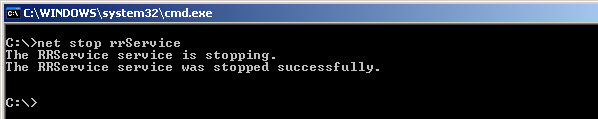 C:\WINDOWS\system32\cmd.exe
C:\>net stop rrService
The RRService service is stopping.
The RRService service was stopped successfully.
C:\>